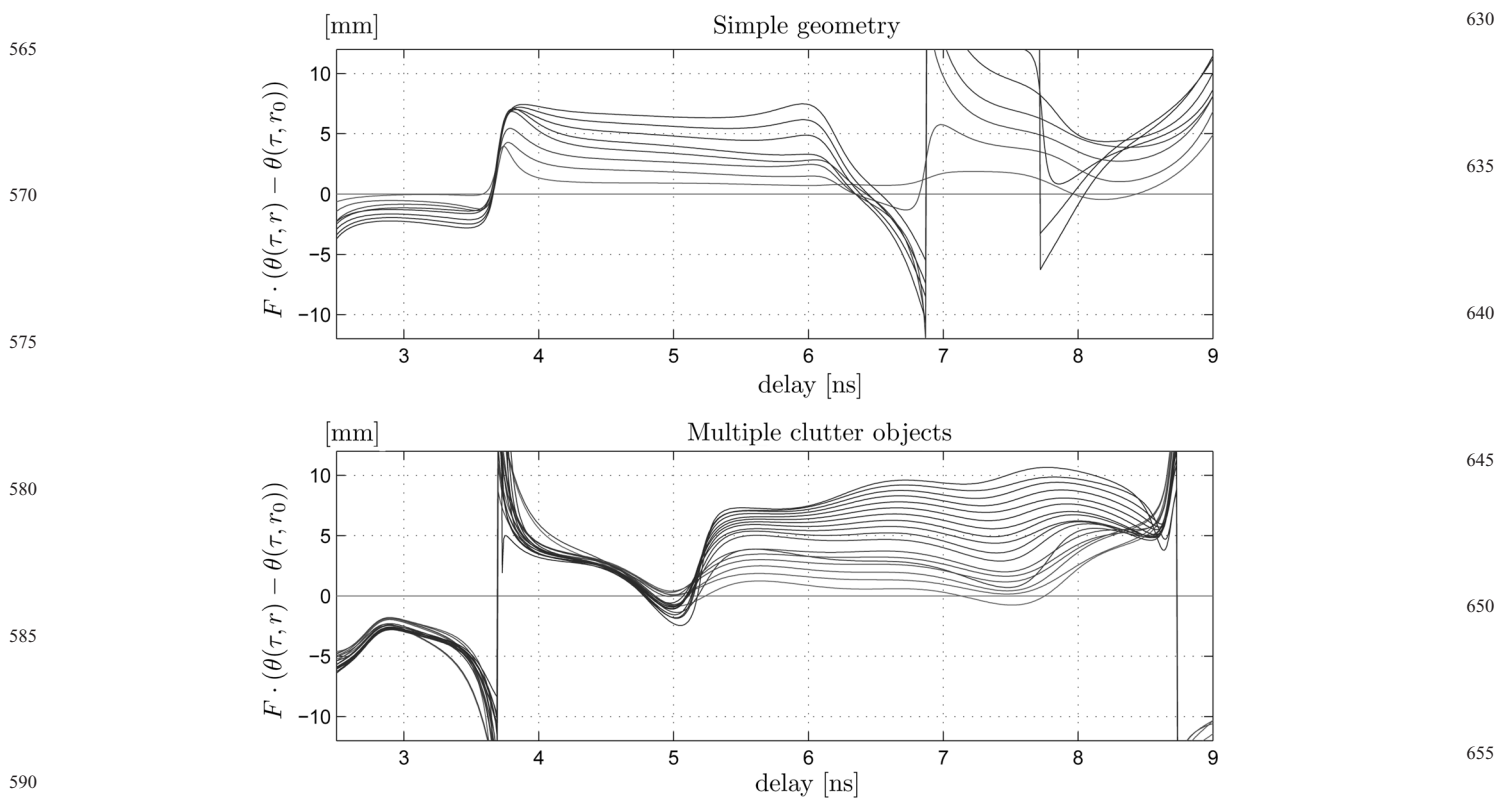 [mm] Simple geometry
F · (θ(τ, r) − θ(τ, r₀))
10
5
0
−5
−10
3 4 5 6 7 8 9
delay [ns]
[mm] Multiple clutter objects
F · (θ(τ, r) − θ(τ, r₀))
10
5
0
−5
−10
3 4 5 6 7 8 9
delay [ns]
565
570
575
580
585
590
630
635
640
645
650
655